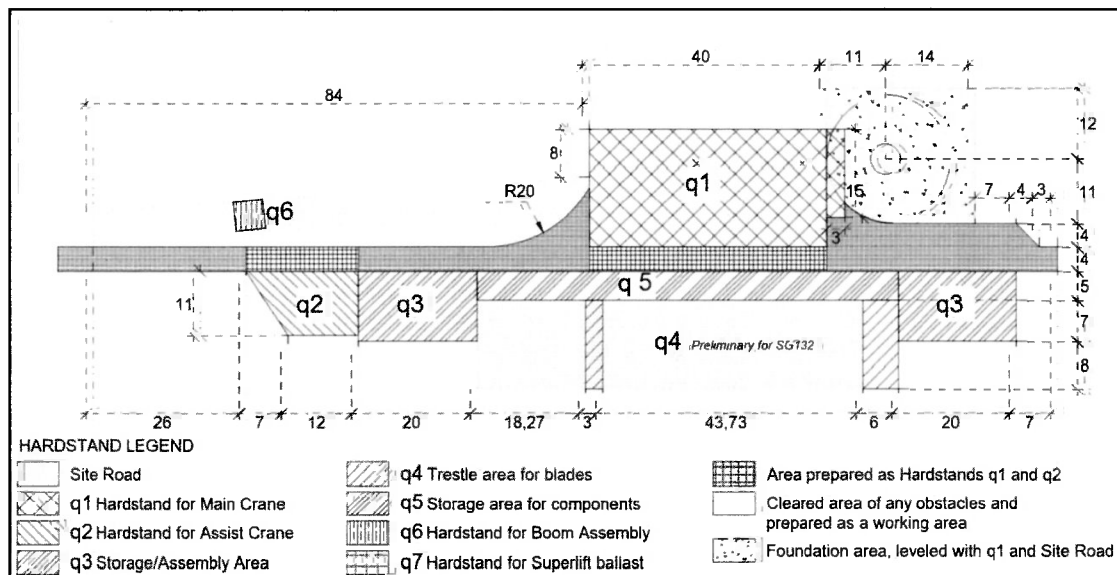 40
11
14
84
12
8
R20
q1
15
7
4
3
11
q6
3
4
4
11
q2
q3
q5
q3
5
q4 Preliminary for SG132
7
8
26
7
12
20
18,27
3
43,73
6
20
7
HARDSTAND LEGEND
Site Road
q4 Trestle area for blades
Area prepared as Hardstands q1 and q2
q1 Hardstand for Main Crane
q5 Storage area for components
Cleared area of any obstacles and
prepared as a working area
q2 Hardstand for Assist Crane
q6 Hardstand for Boom Assembly
q3 Storage/Assembly Area
q7 Hardstand for Superlift ballast
Foundation area, leveled with q1 and Site Road